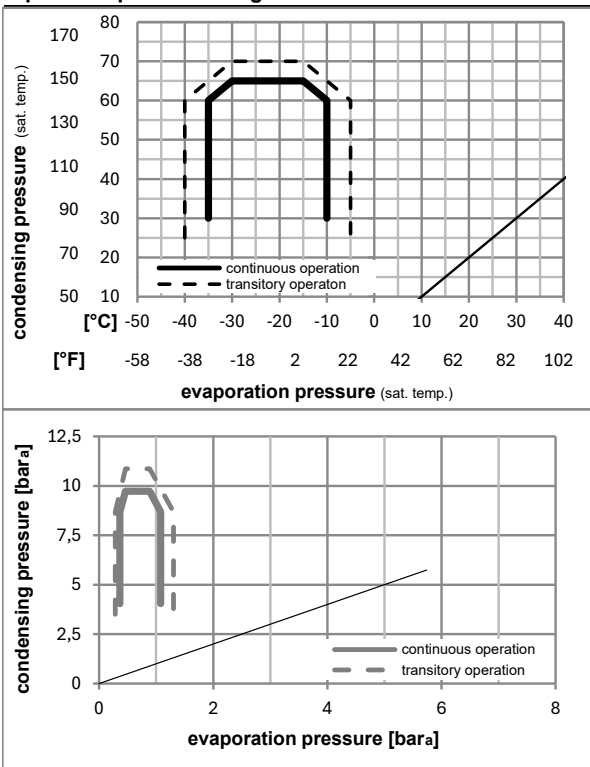 170 80
70
150 60
130 50
110 40
90 30
70 20
50 10
condensing pressure (sat. temp.)
continuous operation
transitory operaton
[°C] -50 -40 -30 -20 -10 0 10 20 30 40
[°F] -58 -38 -18 2 22 42 62 82 102
evaporation pressure (sat. temp.)
12,5
10
7,5
5
2,5
0
condensing pressure [bara]
continuous operation
transitory operation
0 2 4 6 8
evaporation pressure [bara]